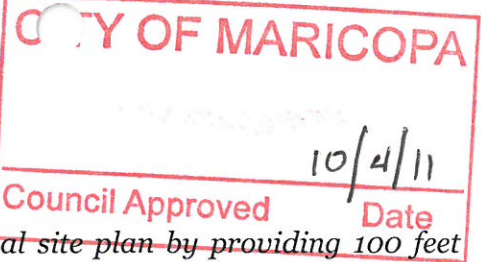 CITY OF MARICOPA
10/4/11
Council Approved Date
al site plan by providing 100 feet